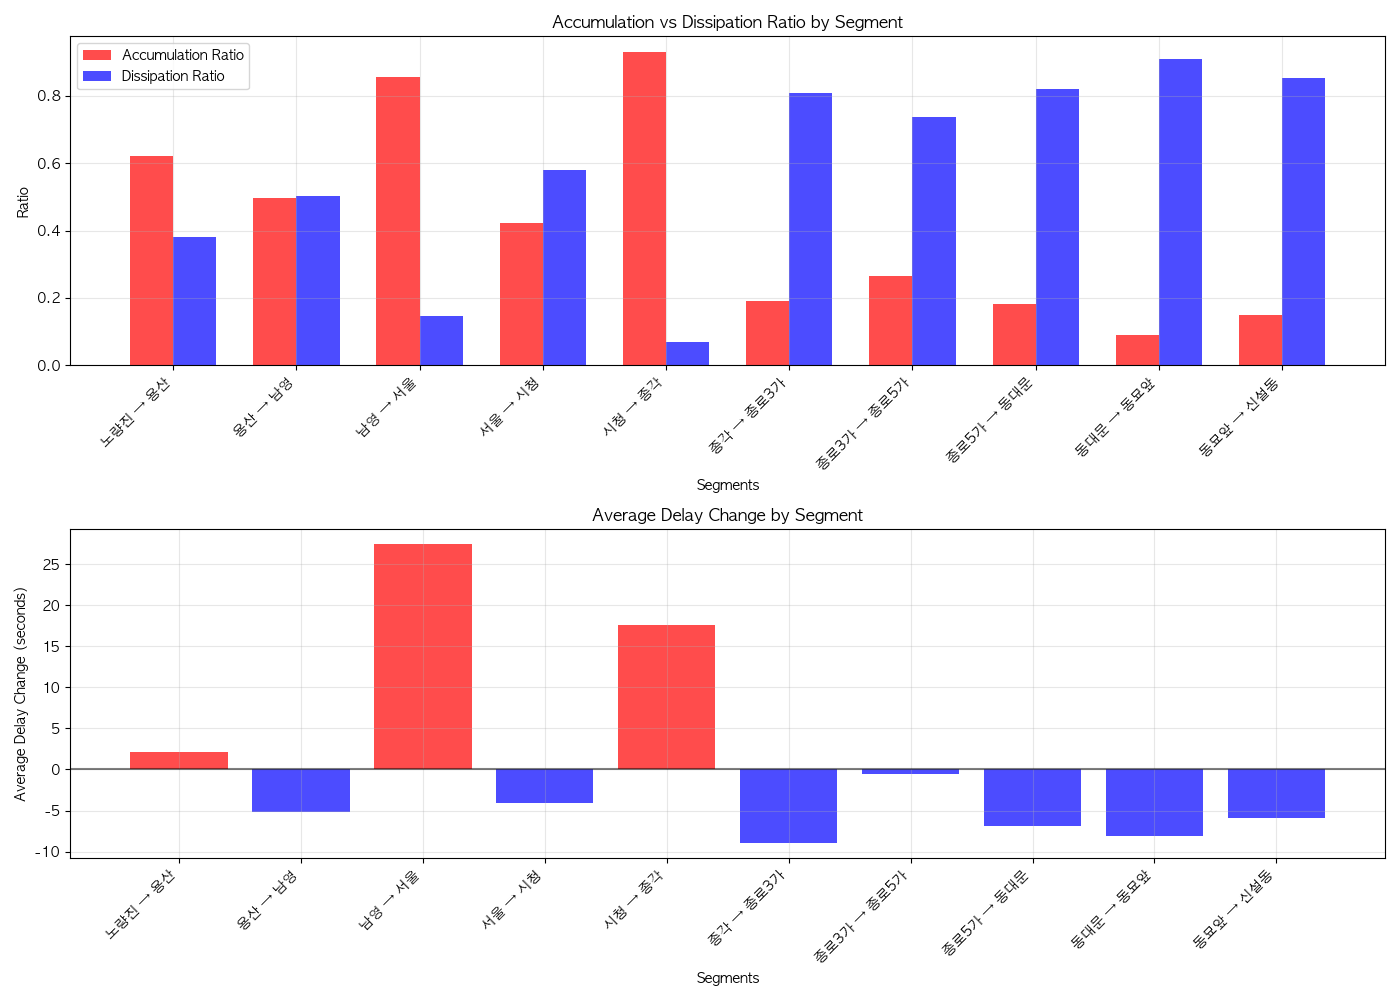 Accumulation vs Dissipation Ratio by Segment
Accumulation Ratio
Dissipation Ratio
Ratio
0.8
0.6
0.4
0.2
0.0
노량진 → 용산
용산 → 남영
남영 → 서울
서울 → 시청
시청 → 종각
종각 → 종로3가
종로3가 → 종로5가
종로5가 → 동대문
동대문 → 동묘앞
동묘앞 → 신설동
Segments
Average Delay Change by Segment
Average Delay Change (seconds)
25
20
15
10
5
0
-5
-10
노량진 → 용산
용산 → 남영
남영 → 서울
서울 → 시청
시청 → 종각
종각 → 종로3가
종로3가 → 종로5가
종로5가 → 동대문
동대문 → 동묘앞
동묘앞 → 신설동
Segments